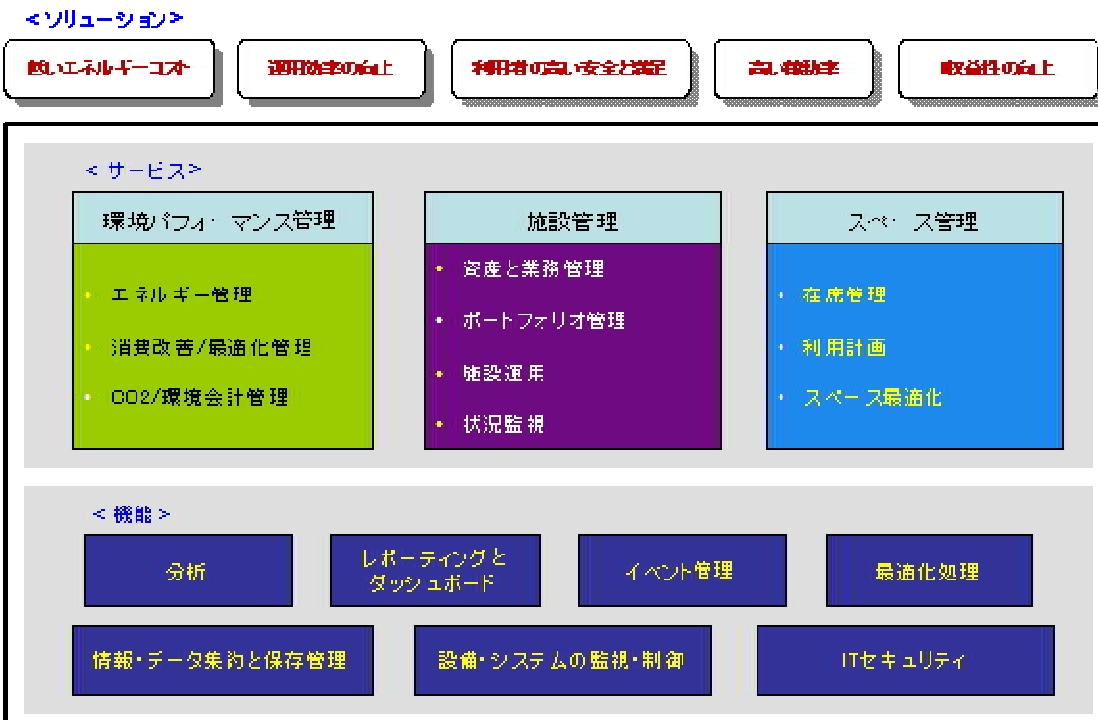 <ソリューション>
低いエネルギーコスト
運用効率の向上
利用者の高い安全と満足
高い稼動率
収益性の向上
< サービス>
環境パフォーマンス管理
施設管理
スペース管理
• エネルギー管理
• 消費改善/最適化管理
• CO2/環境会計管理
• 資産と業務管理
• ポートフォリオ管理
• 施設運用
• 状況監視
• 在席管理
• 利用計画
• スペース最適化
< 機能 >
分析
レポーティングと
ダッシュボード
イベント管理
最適化処理
情報・データ集約と保存管理
設備・システムの監視・制御
ITセキュリティ